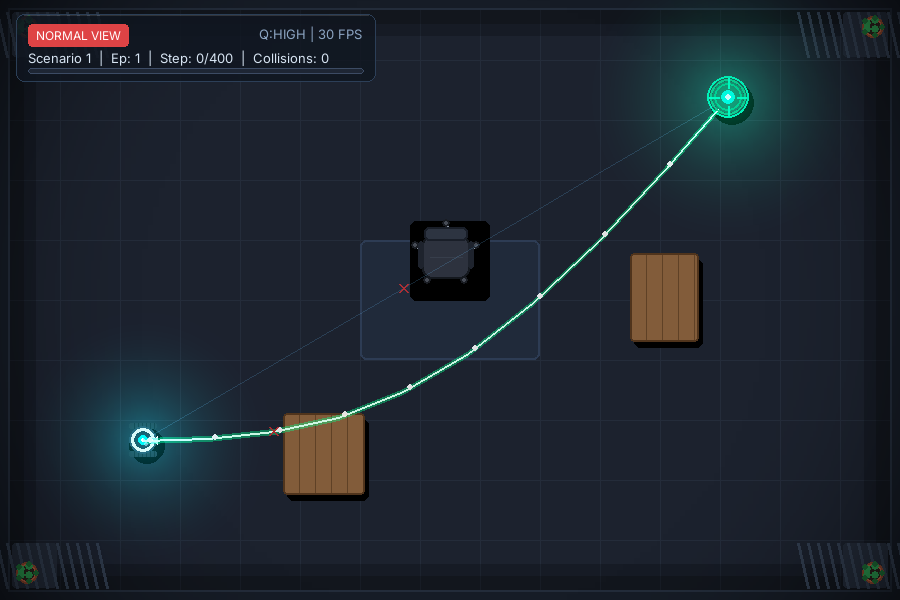 NORMAL VIEW
Q:HIGH | 30 FPS
Scenario 1 | Ep: 1 | Step: 0/400 | Collisions: 0